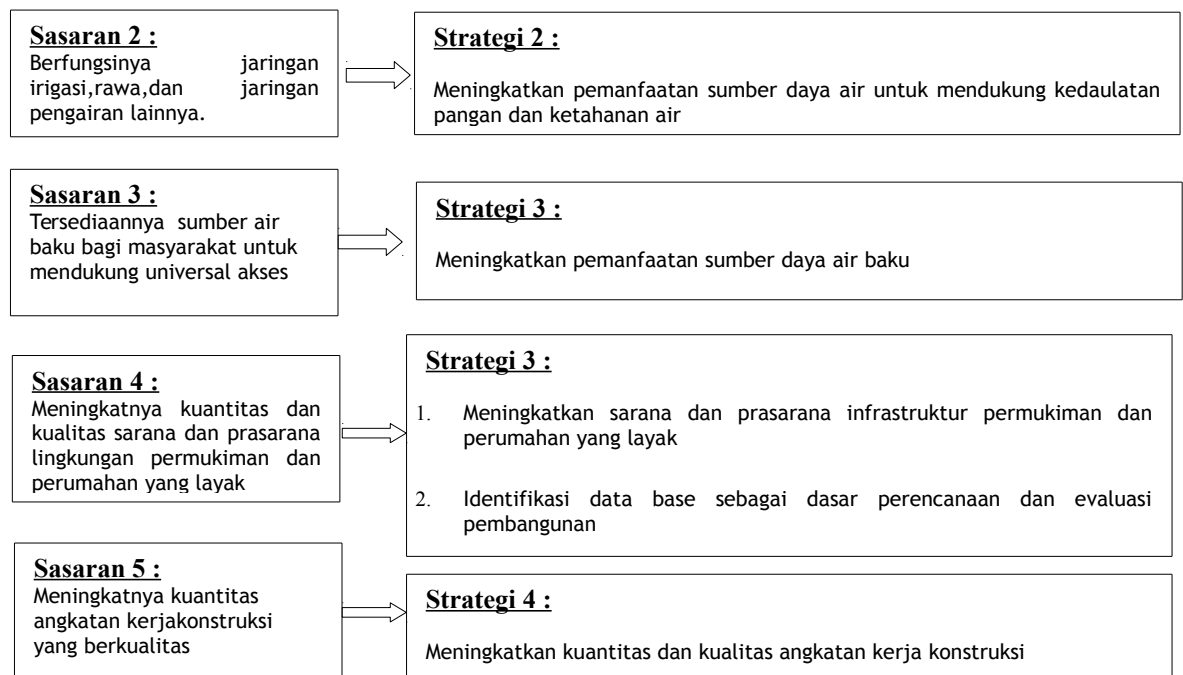 Sasaran 2 :
Berfungsinya jaringan
irigasi,rawa,dan jaringan
pengairan lainnya.
Strategi 2 :
Meningkatkan pemanfaatan sumber daya air untuk mendukung kedaulatan
pangan dan ketahanan air
Sasaran 3 :
Tersediaannya sumber air
baku bagi masyarakat untuk
mendukung universal akses
Strategi 3 :
Meningkatkan pemanfaatan sumber daya air baku
Sasaran 4 :
Meningkatnya kuantitas dan
kualitas sarana dan prasarana
lingkungan permukiman dan
perumahan yang layak
Strategi 3 :
1. Meningkatkan sarana dan prasarana infrastruktur permukiman dan
perumahan yang layak
2. Identifikasi data base sebagai dasar perencanaan dan evaluasi
pembangunan
Sasaran 5 :
Meningkatnya kuantitas
angkatan kerjakonstruksi
yang berkualitas
Strategi 4 :
Meningkatkan kuantitas dan kualitas angkatan kerja konstruksi